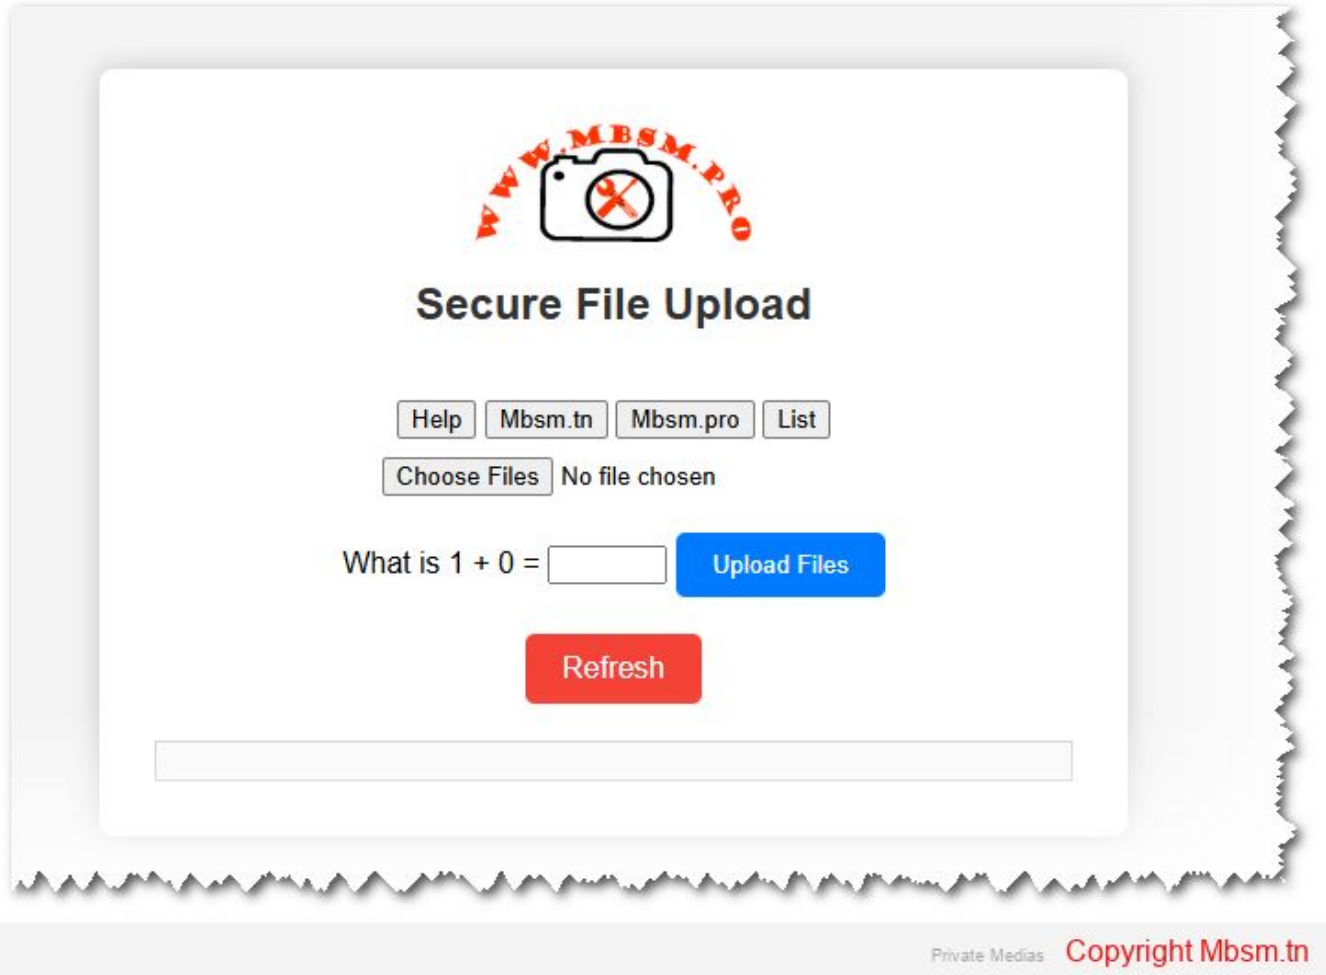 WWW.MBSM.PRO
Secure File Upload
Help Mbsm.tn Mbsm.pro List
Choose Files No file chosen
What is 1 + 0 = Upload Files
Refresh
Private Medias Copyright Mbsm.tn